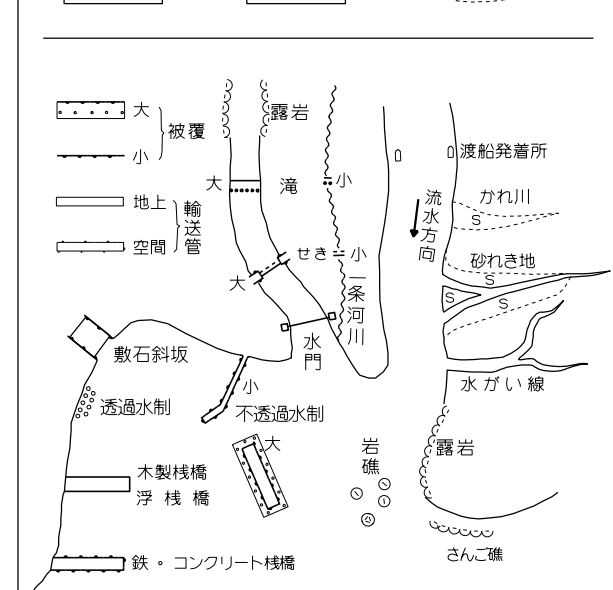 大
小
被覆
地上
空間
輸送管
露岩
大 滝 小
せき 小
大
一条河川
水門
渡船発着所
流水方向
かれ川
S
砂れき地
S
S
S
水がい線
敷石斜坂
透過水制
小
不透過水制
大
木製桟橋
浮桟橋
鉄・コンクリート桟橋
岩礁
露岩
さんご礁